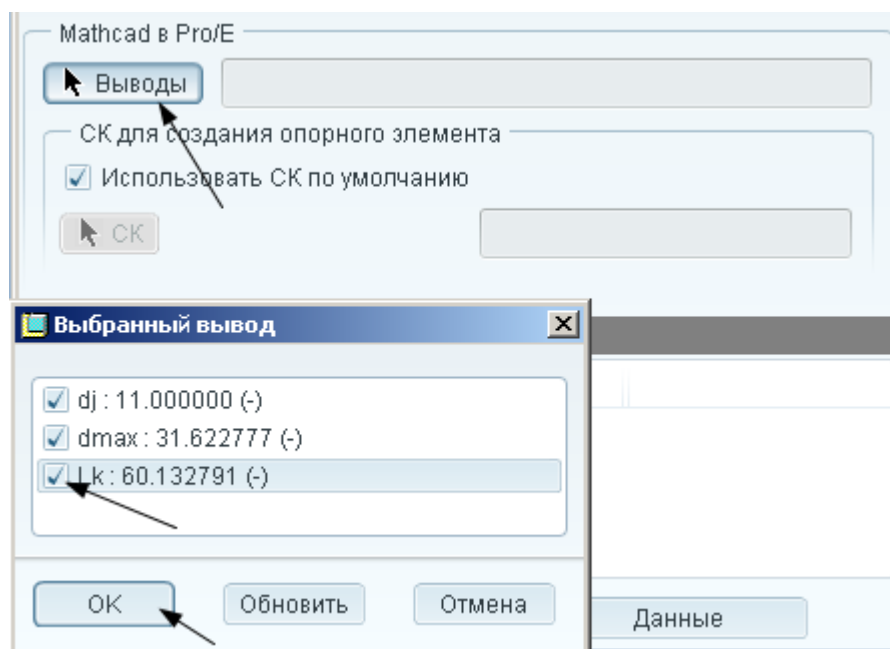 Mathcad в Pro/E
Выводы
СК для создания опорного элемента
Использовать СК по умолчанию
СК
Выбранный вывод
dj : 11.000000 (-)
dmax : 31.622777 (-)
Lk : 60.132791 (-)
OK
Обновить
Отмена
Данные